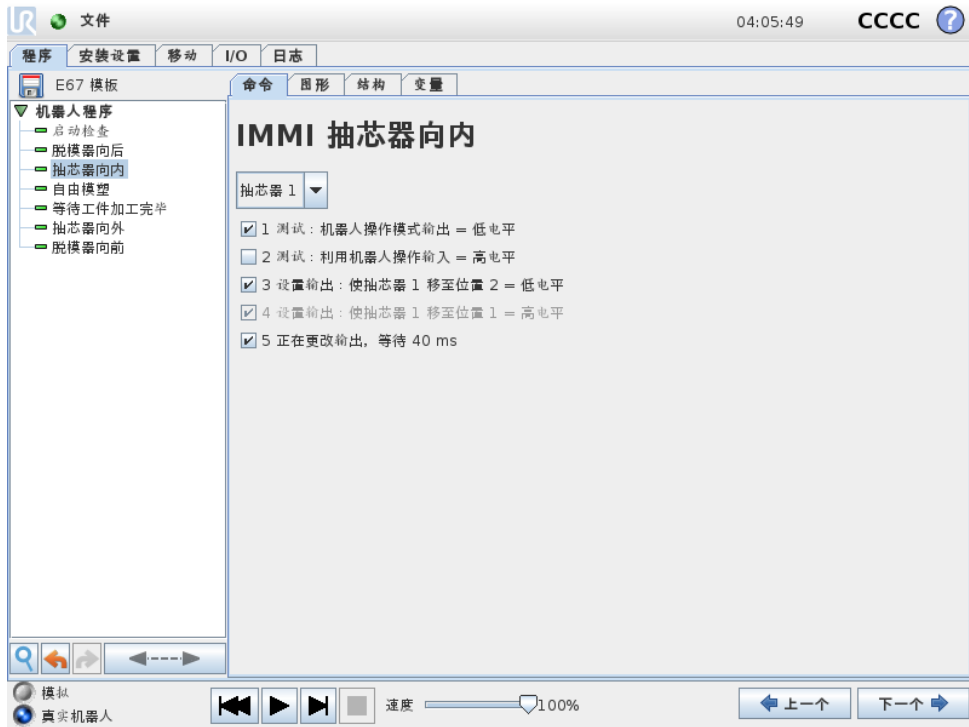 UR 文件 04:05:49 CCCC ?
程序 安装设置 移动 I/O 日志
E67 模板
命令 图形 结构 变量
机器人程序
启动检查
脱模器向后
抽芯器向内
自由模塑
等待工件加工完毕
抽芯器向外
脱模器向前
IMMI 抽芯器向内
抽芯器 1
1 测试：机器人操作模式输出 = 低电平
2 测试：利用机器人操作输入 = 高电平
3 设置输出：使抽芯器 1 移至位置 2 = 低电平
4 设置输出：使抽芯器 1 移至位置 1 = 高电平
5 正在更改输出，等待 40 ms
模拟
真实机器人
速度 100%
上一个 下一个